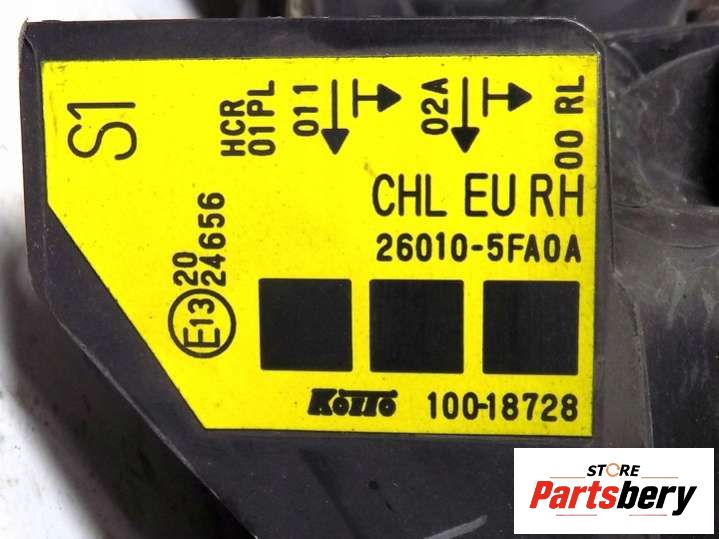 S1
HCR 011 02A
01PL 00 RL
CHL EU RH
26010-5FA0A
E13 20
24656
KOITO 100-18728
STORE
Partsbery